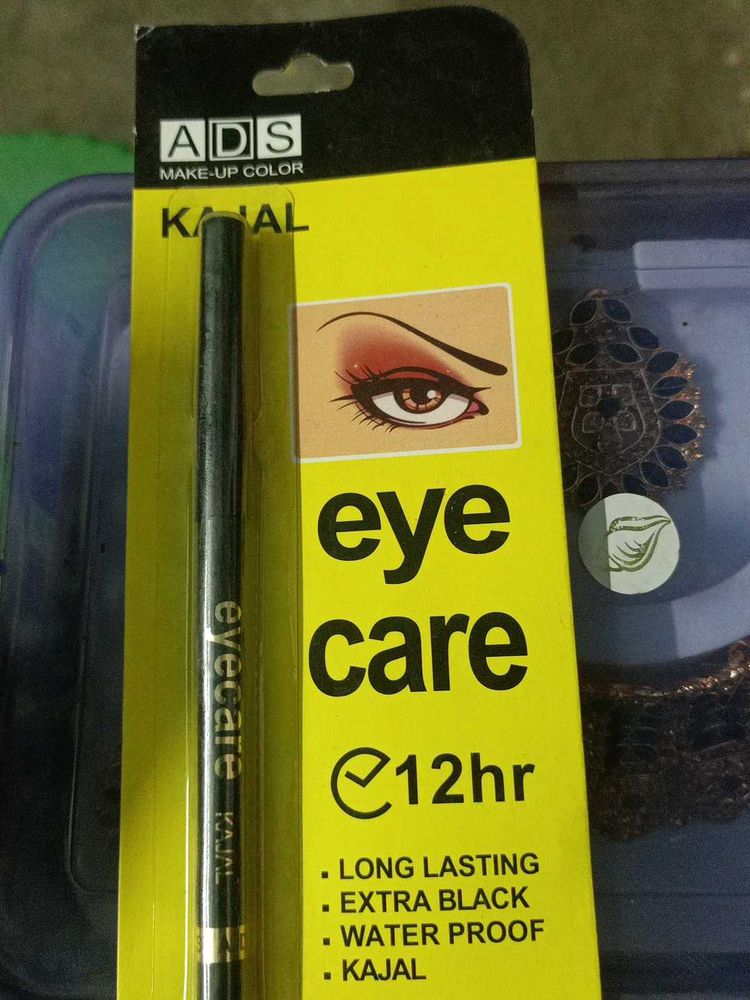 ADS
MAKE-UP COLOR
KAJAL
eye
care
12hr
LONG LASTING
EXTRA BLACK
WATER PROOF
KAJAL
eyecare KAJAL